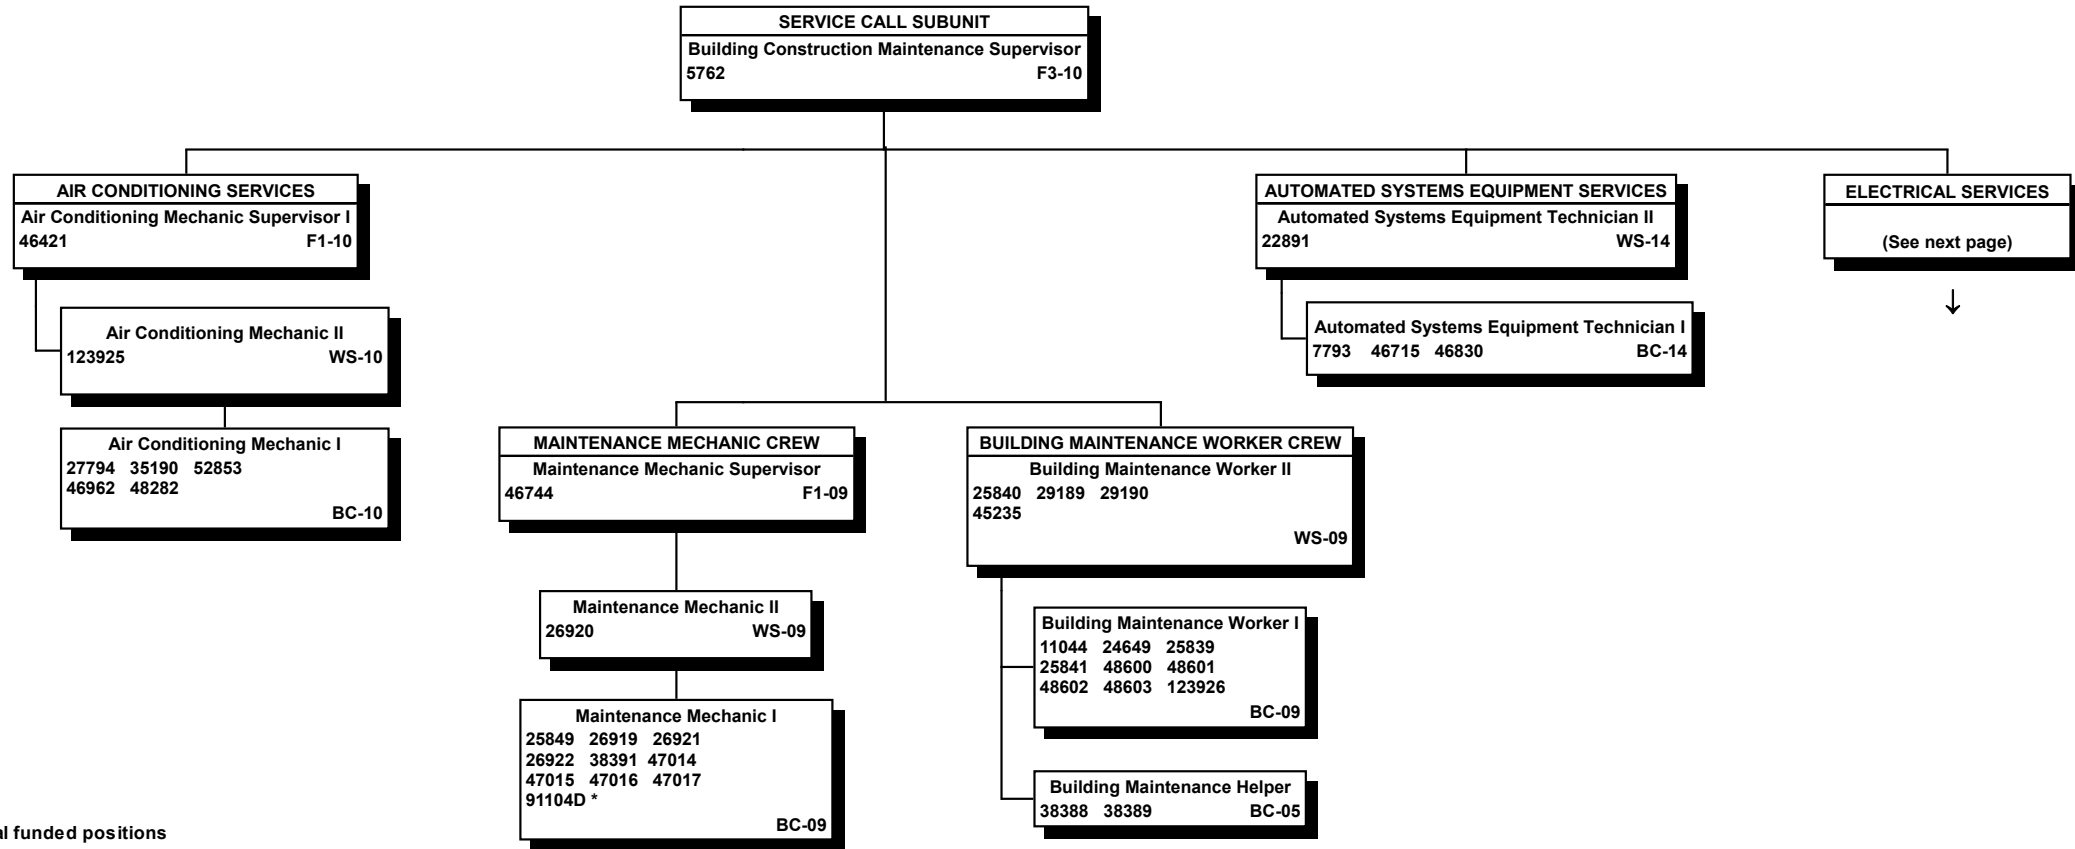 SERVICE CALL SUBUNIT
Building Construction Maintenance Supervisor
5762 F3-10
AIR CONDITIONING SERVICES
Air Conditioning Mechanic Supervisor I
46421 F1-10
Air Conditioning Mechanic II
123925 WS-10
Air Conditioning Mechanic I
27794 35190 52853
46962 48282
BC-10
MAINTENANCE MECHANIC CREW
Maintenance Mechanic Supervisor
46744 F1-09
Maintenance Mechanic II
26920 WS-09
Maintenance Mechanic I
25849 26919 26921
26922 38391 47014
47015 47016 47017
91104D *
BC-09
BUILDING MAINTENANCE WORKER CREW
Building Maintenance Worker II
25840 29189 29190
45235
WS-09
Building Maintenance Worker I
11044 24649 25839
25841 48600 48601
48602 48603 123926
BC-09
Building Maintenance Helper
38388 38389 BC-05
AUTOMATED SYSTEMS EQUIPMENT SERVICES
Automated Systems Equipment Technician II
22891 WS-14
Automated Systems Equipment Technician I
7793 46715 46830 BC-14
ELECTRICAL SERVICES
(See next page)
↓
funded positions